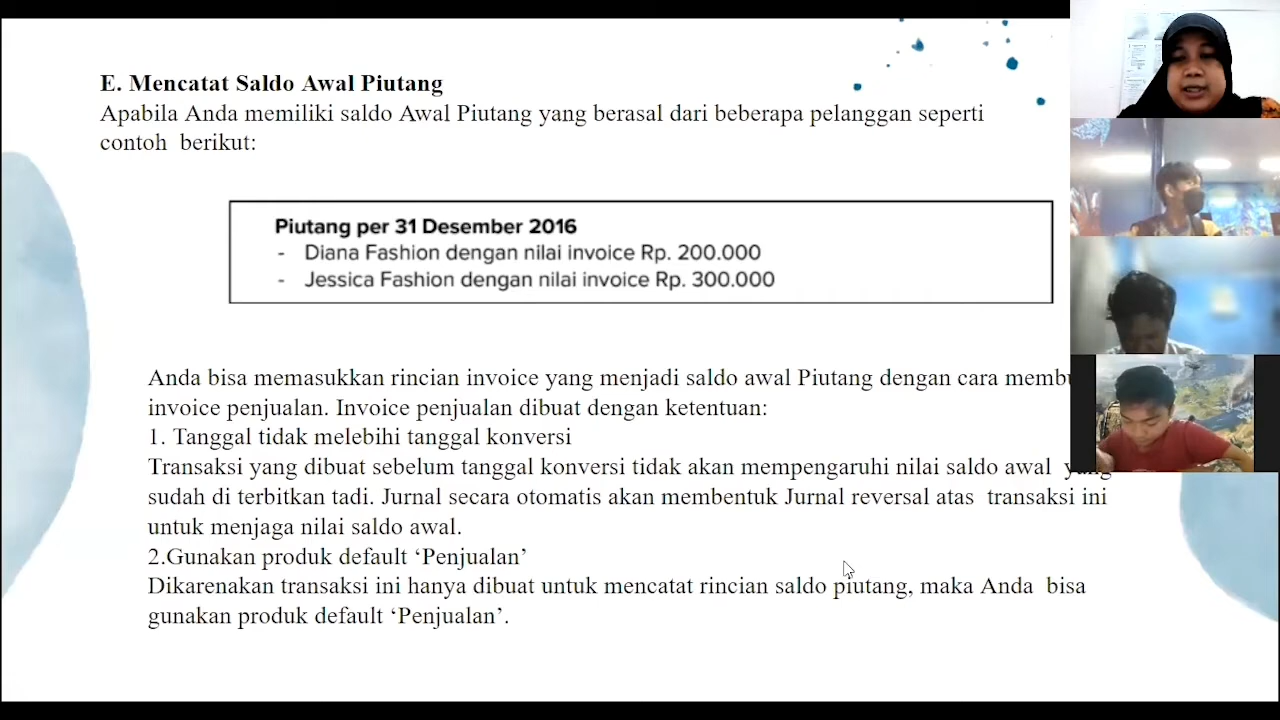 E. Mencatat Saldo Awal Piutang
Apabila Anda memiliki saldo Awal Piutang yang berasal dari beberapa pelanggan seperti
contoh berikut:
Piutang per 31 Desember 2016
- Diana Fashion dengan nilai invoice Rp. 200.000
- Jessica Fashion dengan nilai invoice Rp. 300.000
Anda bisa memasukkan rincian invoice yang menjadi saldo awal Piutang dengan cara
invoice penjualan. Invoice penjualan dibuat dengan ketentuan:
1. Tanggal tidak melebihi tanggal konversi
Transaksi yang dibuat sebelum tanggal konversi tidak akan mempengaruhi nilai saldo awal yang
sudah di terbitkan tadi. Jurnal secara otomatis akan membentuk Jurnal reversal atas transaksi ini
untuk menjaga nilai saldo awal.
2.Gunakan produk default ‘Penjualan’
Dikarenakan transaksi ini hanya dibuat untuk mencatat rincian saldo piutang, maka Anda bisa
gunakan produk default ‘Penjualan’.